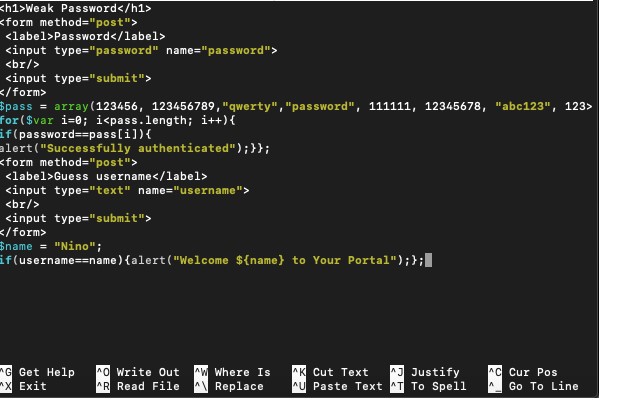 <h1>Weak Password</h1>
<form method="post">
<label>Password</label>
<input type="password" name="password">
<br/>
<input type="submit">
</form>
$pass = array(123456, 123456789,"qwerty","password", 111111, 12345678, "abc123", 123>
for($var i=0; i<pass.length; i++){
if(password==pass[i]){
alert("Successfully authenticated");}};
<form method="post">
<label>Guess username</label>
<input type="text" name="username">
<br/>
<input type="submit">
</form>
$name = "Nino";
if(username==name){alert("Welcome ${name} to Your Portal");};
^G Get Help ^O Write Out ^W Where Is ^K Cut Text ^J Justify ^C Cur Pos
^X Exit ^R Read File ^\ Replace ^U Paste Text ^T To Spell ^_ Go To Line